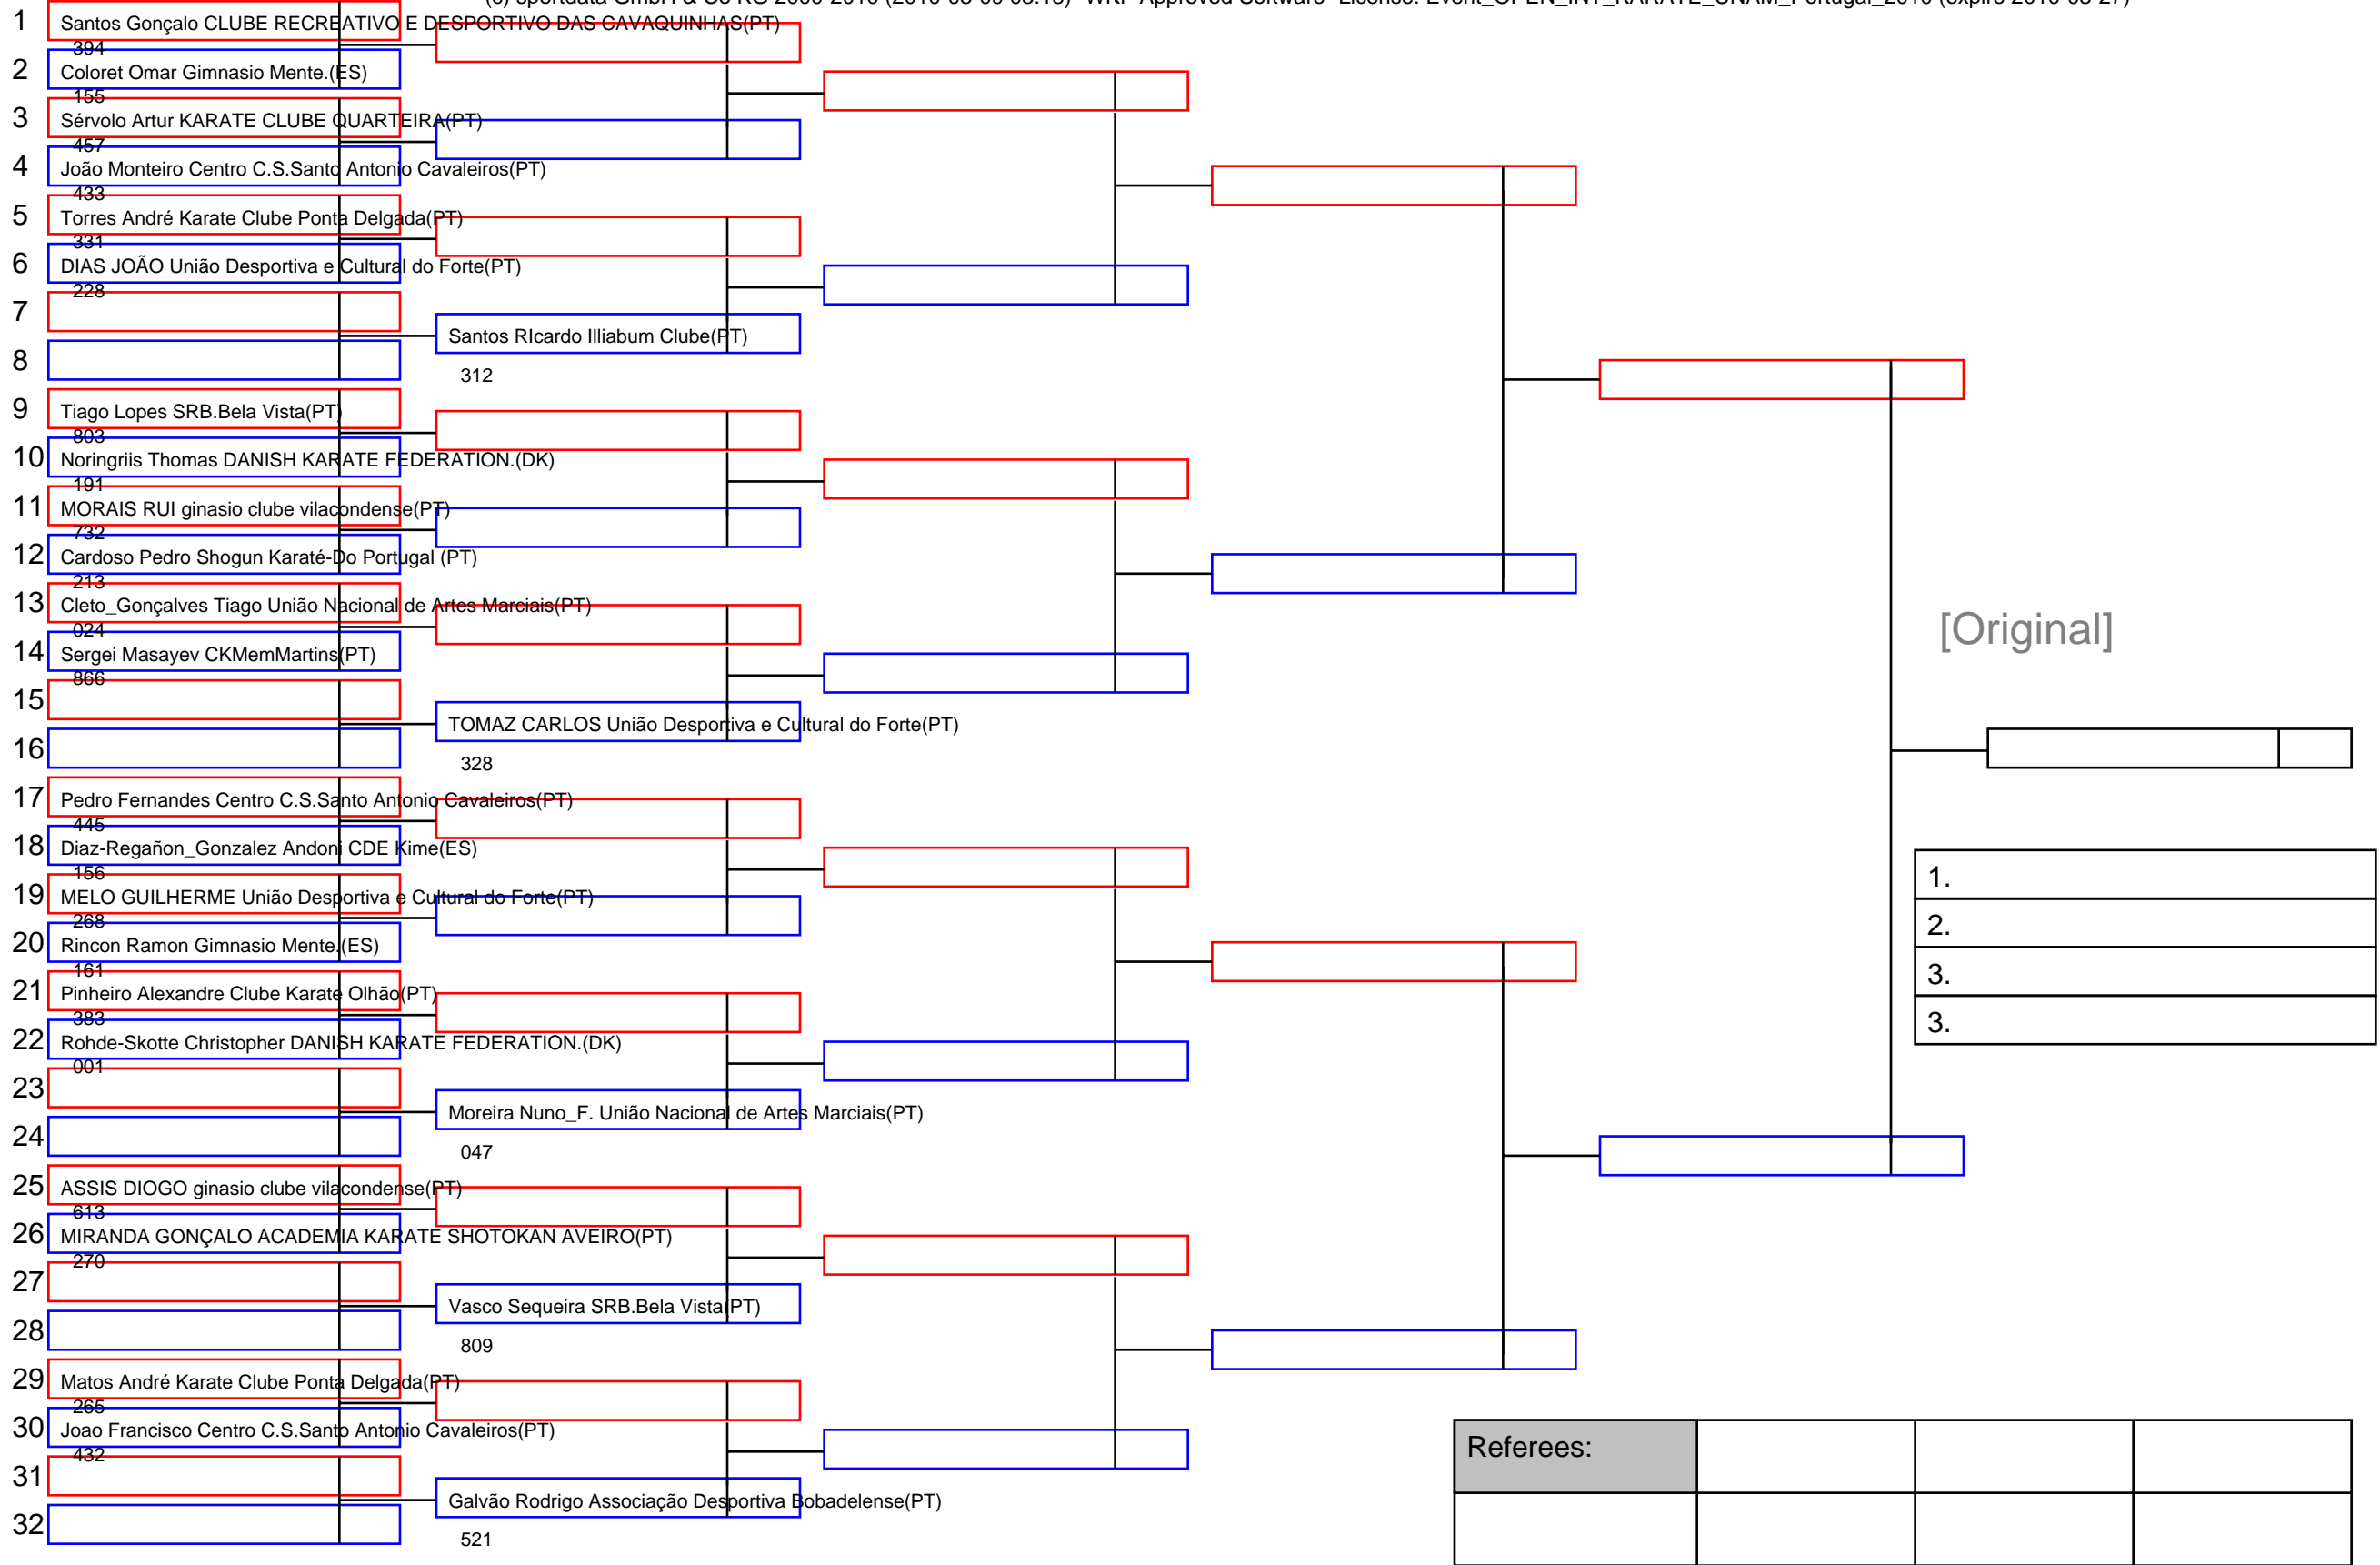 1 Santos Gonçalo CLUBE RECREATIVO E DESPORTIVO DAS CAVAQUINHAS(PT)
394
2 Coloret Omar Gimnasio Mente.(ES)
155
3 Sérvolo Artur KARATE CLUBE QUARTEIRA(PT)
457
4 João Monteiro Centro C.S.Santo Antonio Cavaleiros(PT)
433
5 Torres André Karate Clube Ponta Delgada(PT)
331
6 DIAS JOÃO União Desportiva e Cultural do Forte(PT)
228
7
Santos RIcardo Illiabum Clube(PT)
8
312
9 Tiago Lopes SRB.Bela Vista(PT)
803
10 Noringriis Thomas DANISH KARATE FEDERATION.(DK)
191
11 MORAIS RUI ginasio clube vilacondense(PT)
732
12 Cardoso Pedro Shogun Karaté-Do Portugal (PT)
213
13 Cleto_Gonçalves Tiago União Nacional de Artes Marciais(PT)
024
[Original]
14 Sergei Masayev CKMemMartins(PT)
866
15
TOMAZ CARLOS União Desportiva e Cultural do Forte(PT)
16
328
17 Pedro Fernandes Centro C.S.Santo Antonio Cavaleiros(PT)
445
18 Diaz-Regañon_Gonzalez Andoni CDE Kime(ES)
156
19 MELO GUILHERME União Desportiva e Cultural do Forte(PT)
268
20 Rincon Ramon Gimnasio Mente.(ES)
161
21 Pinheiro Alexandre Clube Karate Olhão(PT)
383
22 Rohde-Skotte Christopher DANISH KARATE FEDERATION.(DK)
001
23
Moreira Nuno_F. União Nacional de Artes Marciais(PT)
24
047
25 ASSIS DIOGO ginasio clube vilacondense(PT)
613
26 MIRANDA GONÇALO ACADEMIA KARATE SHOTOKAN AVEIRO(PT)
270
27
Vasco Sequeira SRB.Bela Vista(PT)
28
809
29 Matos André Karate Clube Ponta Delgada(PT)
265
30 Joao Francisco Centro C.S.Santo Antonio Cavaleiros(PT)
432
31
Galvão Rodrigo Associação Desportiva Bobadelense(PT)
32
521
1.
2.
3.
3.
Referees: